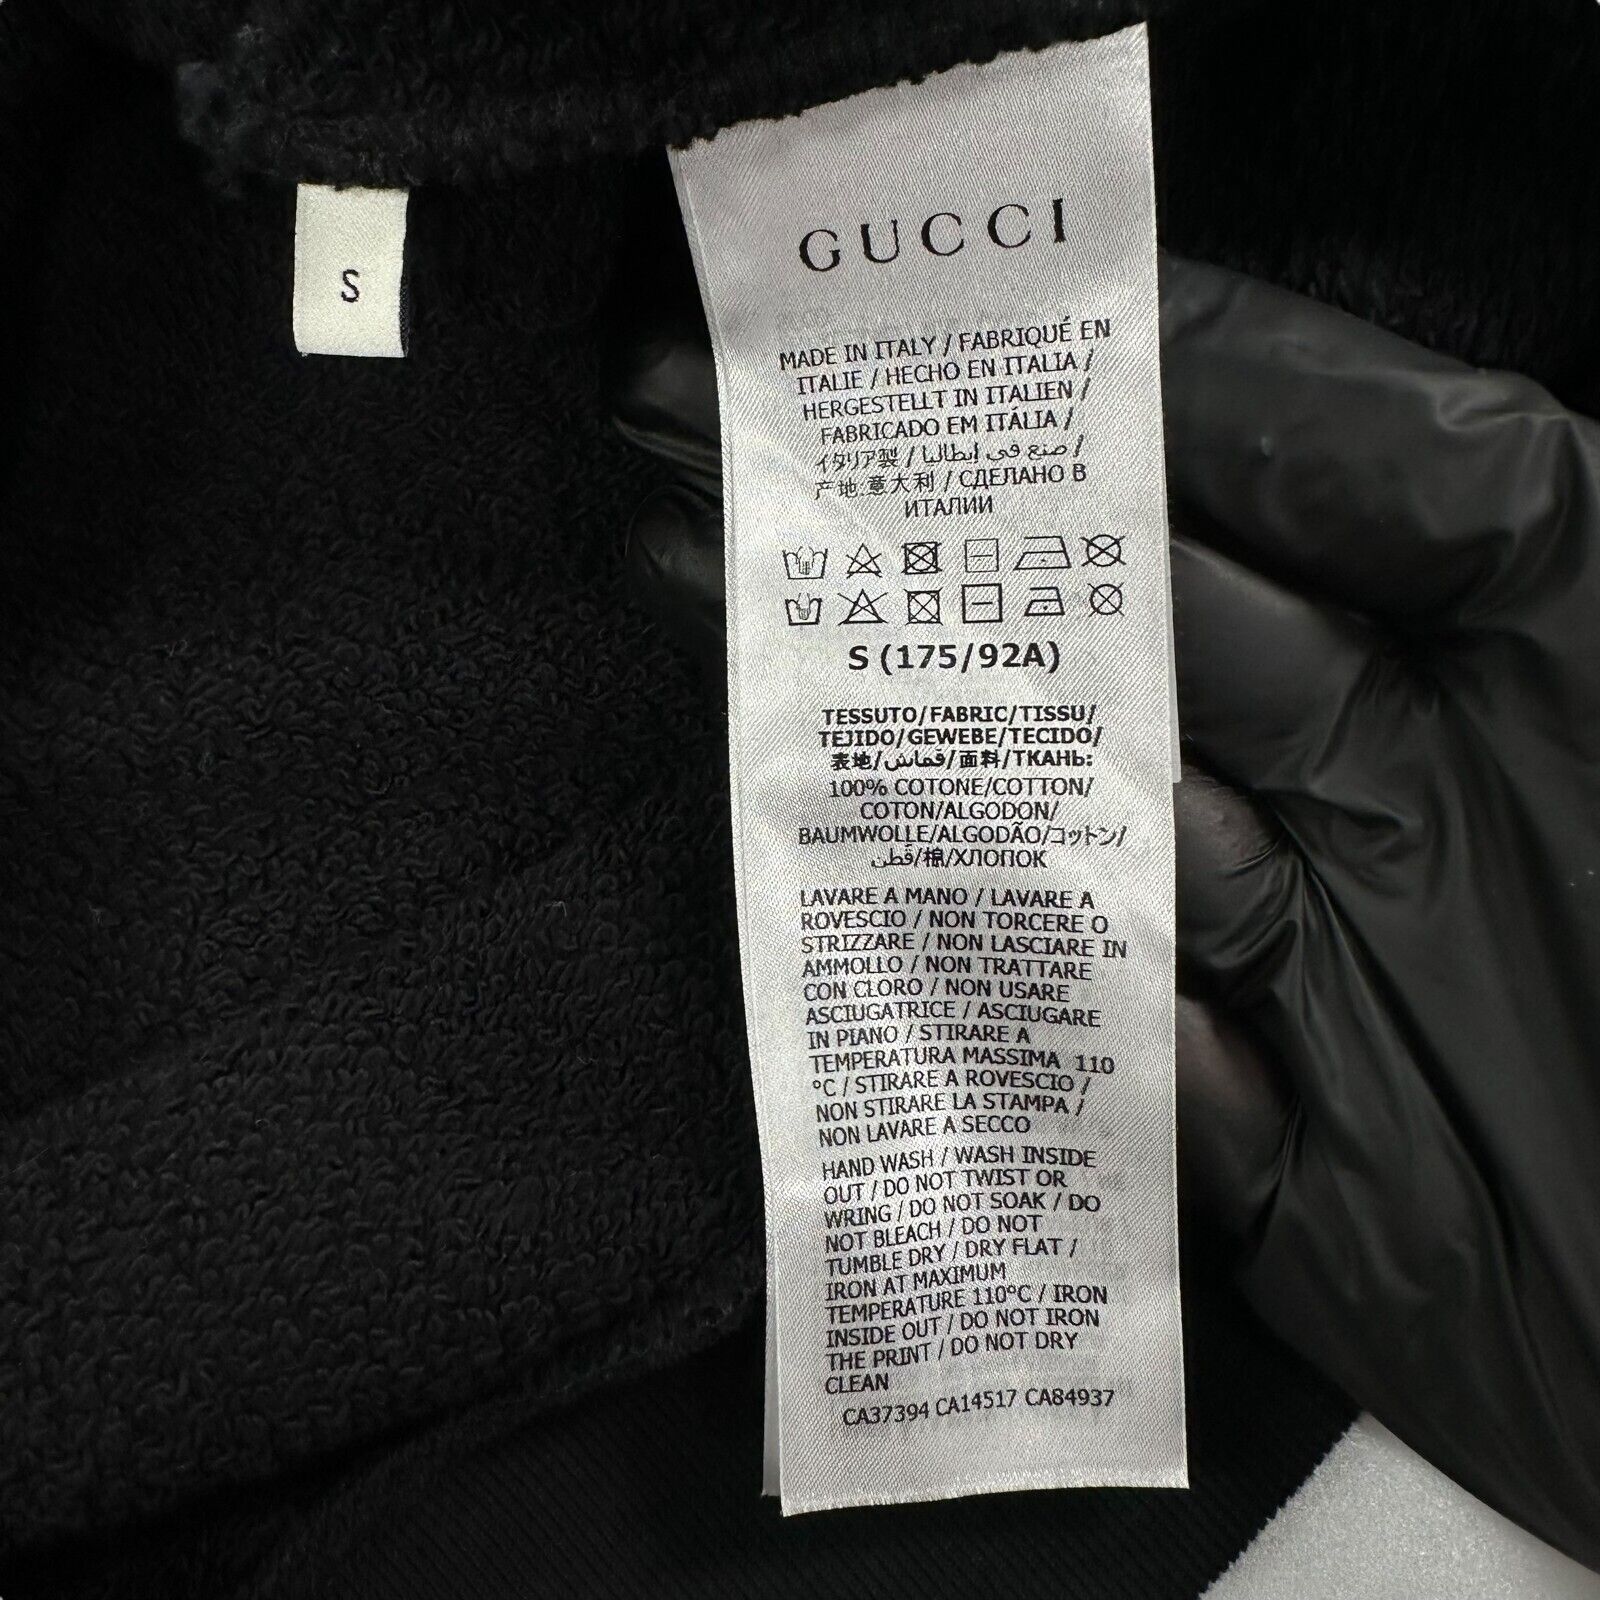 S
GUCCI
MADE IN ITALY / FABRIQUÉ EN
ITALIE / HECHO EN ITALIA /
HERGESTELLT IN ITALIEN /
FABRICADO EM ITÁLIA /
イタリア製 / صنع في إيطاليا /
产地:意大利 / СДЕЛАНО В
ИТАЛИИ
S (175/92A)
TESSUTO/FABRIC/TISSU/
TEJIDO/GEWEBE/TECIDO/
表地/قماش/面料/ТКАНЬ:
100% COTONE/COTTON/
COTON/ALGODON/
BAUMWOLLE/ALGODÃO/コットン/
قطن/棉/ХЛОПОК
LAVARE A MANO / LAVARE A
ROVESCIO / NON TORCERE O
STRIZZARE / NON LASCIARE IN
AMMOLLO / NON TRATTARE
CON CLORO / NON USARE
ASCIUGATRICE / ASCIUGARE
IN PIANO / STIRARE A
TEMPERATURA MASSIMA 110
°C / STIRARE A ROVESCIO /
NON STIRARE LA STAMPA /
NON LAVARE A SECCO
HAND WASH / WASH INSIDE
OUT / DO NOT TWIST OR
WRING / DO NOT SOAK / DO
NOT BLEACH / DO NOT
TUMBLE DRY / DRY FLAT /
IRON AT MAXIMUM
TEMPERATURE 110°C / IRON
INSIDE OUT / DO NOT IRON
THE PRINT / DO NOT DRY
CLEAN
CA37394 CA14517 CA84937